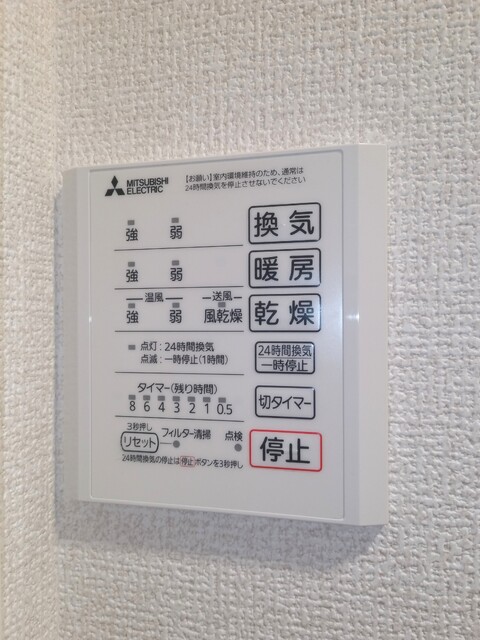 MITSUBISHI ELECTRIC
【お願い】室内環境維持のため、通常は
24時間換気を停止させないでください
強 弱 換気
強 弱 暖房
温風 送風
強 弱 風乾燥 乾燥
点灯：24時間換気
点滅：一時停止(1時間)
24時間換気
一時停止
タイマー(残り時間)
8 6 4 3 2 1 0.5
切タイマー
3秒押し
リセット フィルター清掃 点検
停止
24時間換気の停止は停止ボタンを3秒押し